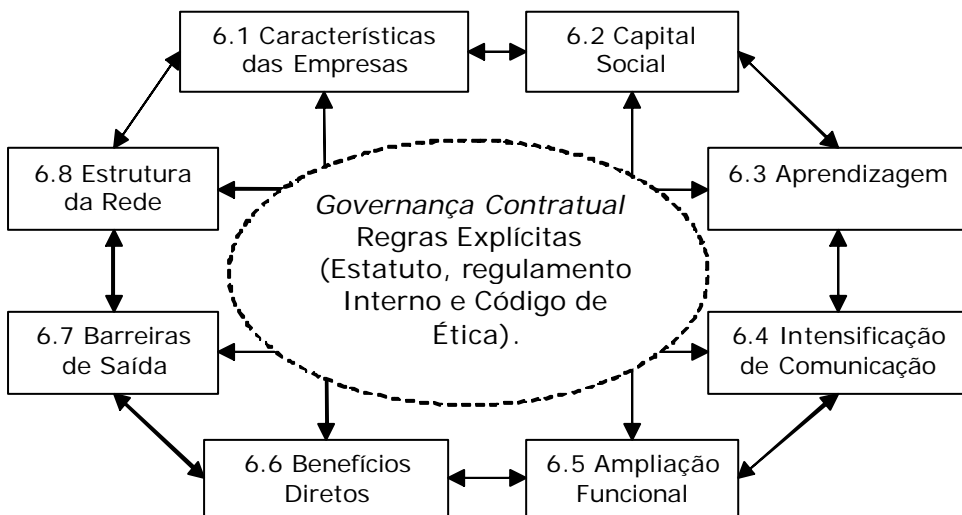 6.1 Características
das Empresas
6.2 Capital
Social
6.8 Estrutura
da Rede
6.3 Aprendizagem
Governança Contratual
Regras Explícitas
(Estatuto, regulamento
Interno e Código de
Ética).
6.7 Barreiras
de Saída
6.4 Intensificação
de Comunicação
6.6 Benefícios
Diretos
6.5 Ampliação
Funcional